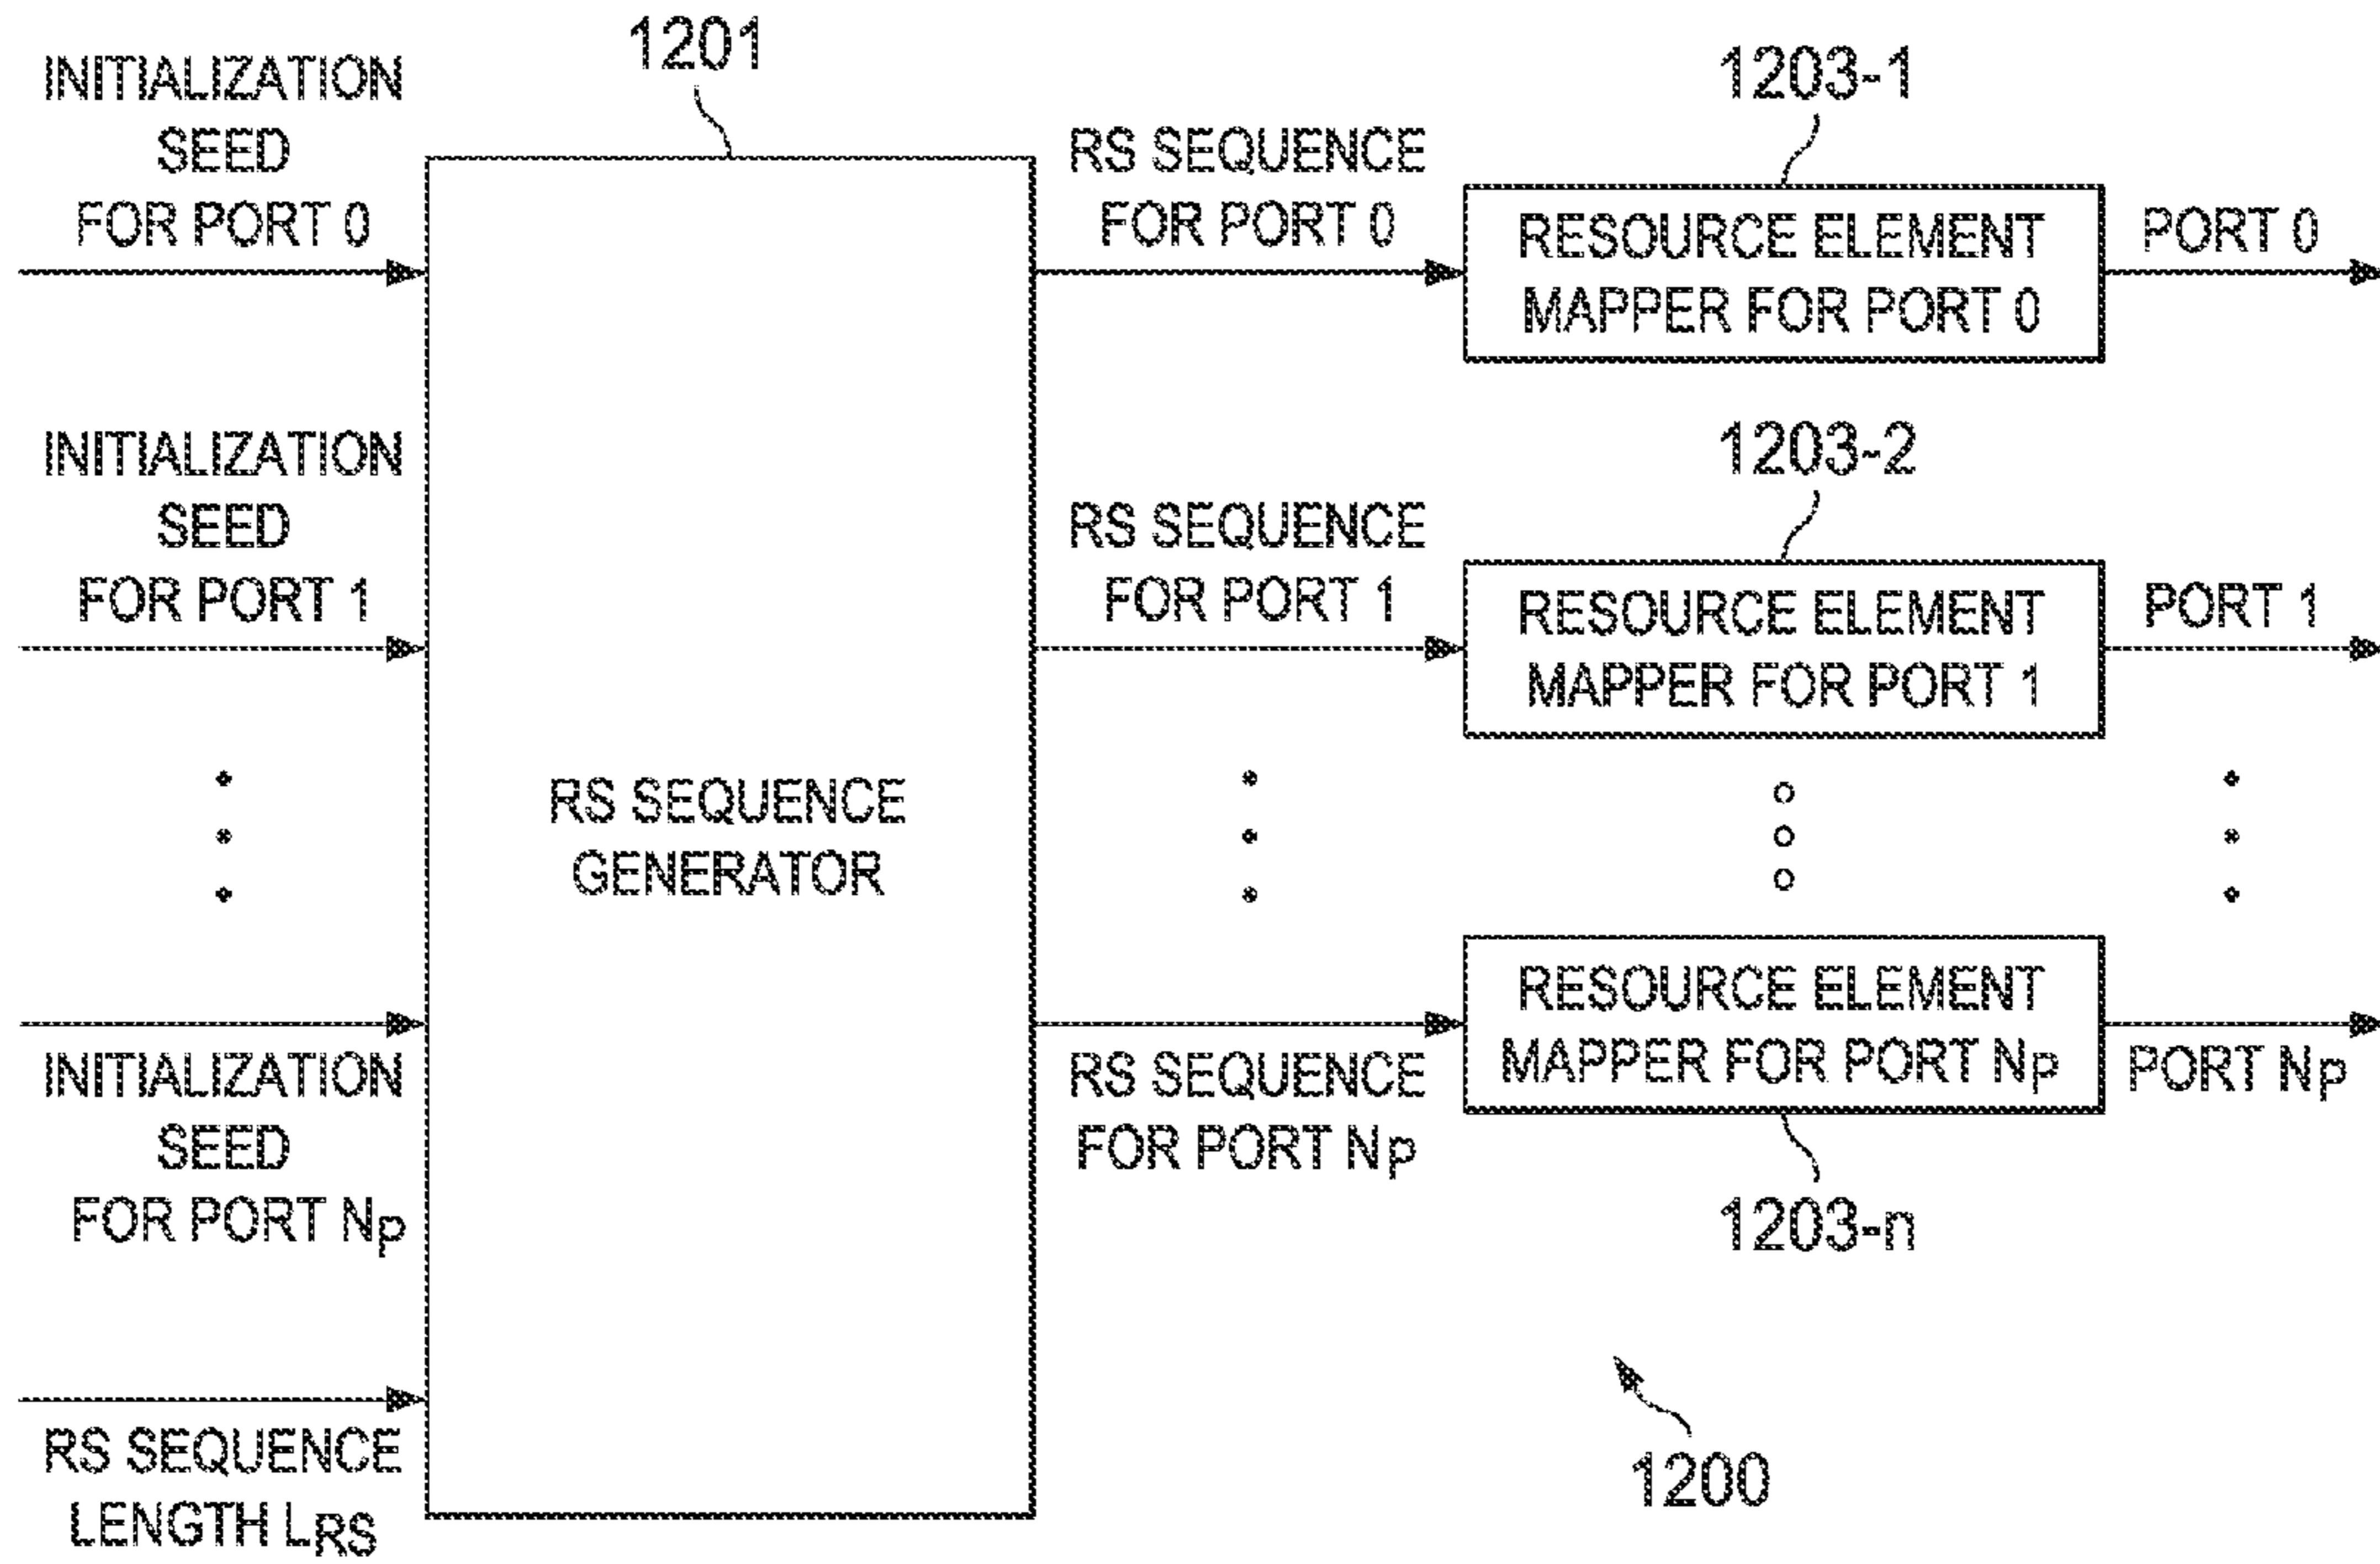 1201
1203-1
INITIALIZATION
SEED
FOR PORT 0
RS SEQUENCE
FOR PORT 0
RESOURCE ELEMENT
MAPPER FOR PORT 0
PORT 0
1203-2
INITIALIZATION
SEED
FOR PORT 1
RS SEQUENCE
FOR PORT 1
RESOURCE ELEMENT
MAPPER FOR PORT 1
PORT 1
RS SEQUENCE
GENERATOR
INITIALIZATION
SEED
FOR PORT NP
RS SEQUENCE
FOR PORT NP
RESOURCE ELEMENT
MAPPER FOR PORT NP
PORT NP
1203-n
RS SEQUENCE
LENGTH LRS
1200